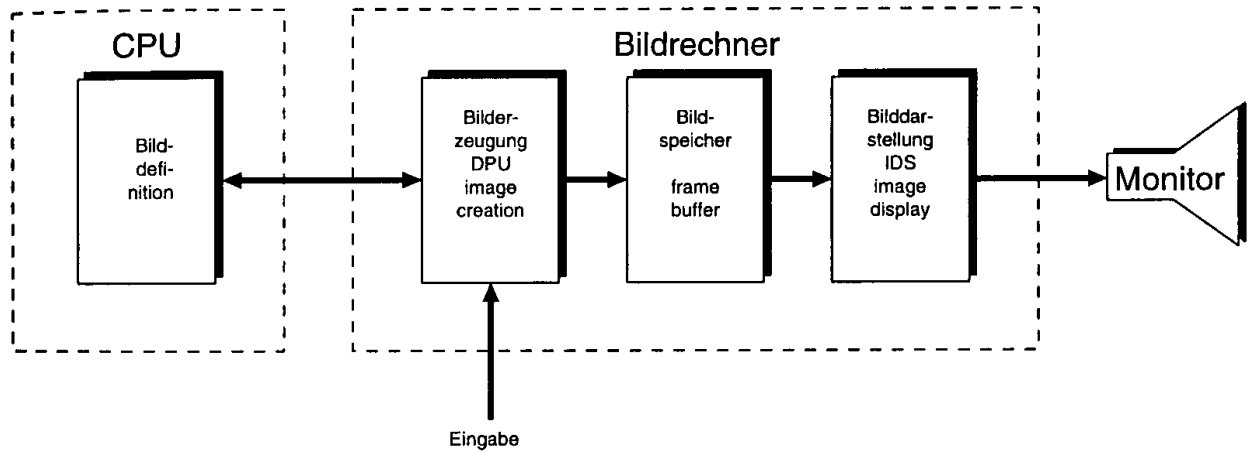 CPU
Bild-
defi-
nition
Bildrechner
Bilder-
zeugung
DPU
image
creation
Bild-
speicher
frame
buffer
Bilddar-
stellung
IDS
image
display
Monitor
Eingabe